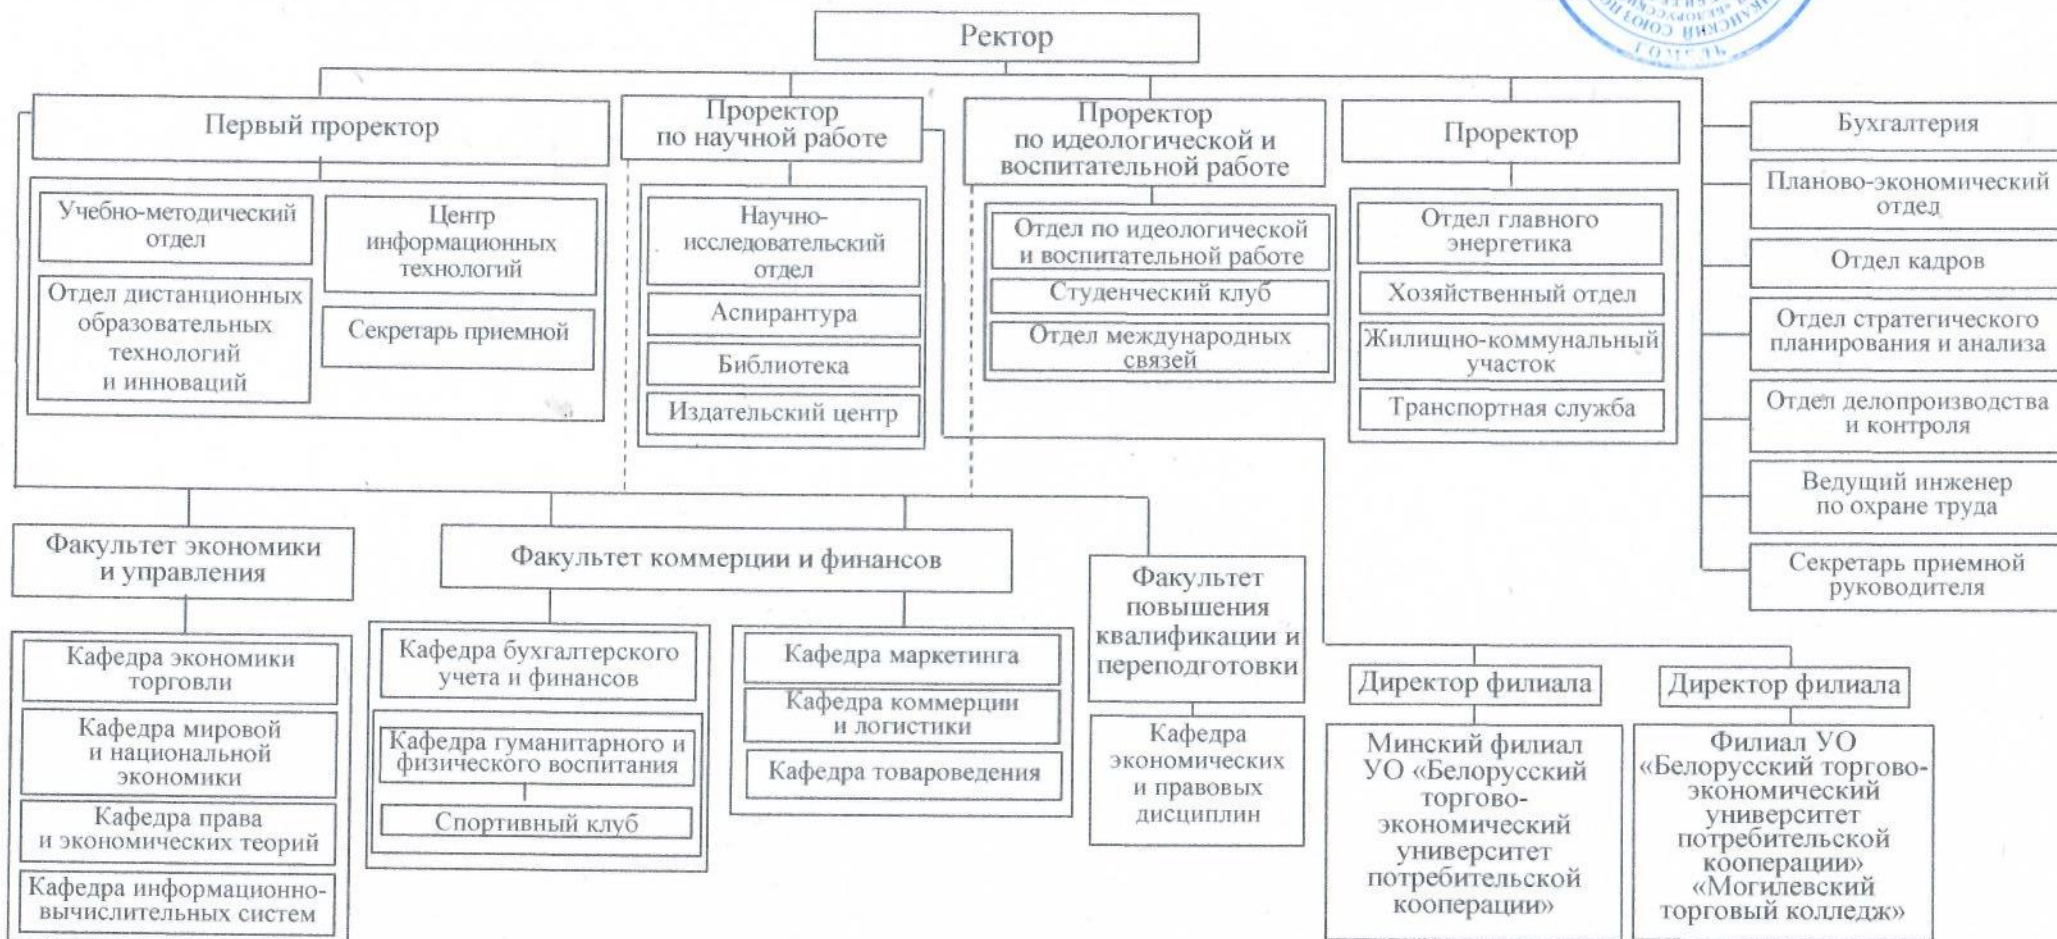 Ректор
Первый проректор
Проректор
по научной работе
Проректор
по идеологической и
воспитательной работе
Проректор
Учебно-методический
отдел
Центр
информационных
технологий
Отдел дистанционных
образовательных
технологий
и инноваций
Секретарь приемной
Научно-
исследовательский
отдел
Аспирантура
Библиотека
Издательский центр
Отдел по идеологической
и воспитательной работе
Студенческий клуб
Отдел международных
связей
Отдел главного
энергетика
Хозяйственный отдел
Жилищно-коммунальный
участок
Транспортная служба
Бухгалтерия
Планово-экономический
отдел
Отдел кадров
Отдел стратегического
планирования и анализа
Отдел делопроизводства
и контроля
Ведущий инженер
по охране труда
Секретарь приемной
руководителя
Факультет экономики
и управления
Факультет коммерции и финансов
Факультет
повышения
квалификации и
переподготовки
Кафедра экономики
торговли
Кафедра мировой
и национальной
экономики
Кафедра права
и экономических теорий
Кафедра информационно-
вычислительных систем
Кафедра бухгалтерского
учета и финансов
Кафедра гуманитарного и
физического воспитания
Спортивный клуб
Кафедра маркетинга
Кафедра коммерции
и логистики
Кафедра товароведения
Кафедра
экономических
и правовых
дисциплин
Директор филиала
Минский филиал
УО «Белорусский
торгово-
экономический
университет
потребительской
кооперации»
Директор филиала
Филиал УО
«Белорусский торгово-
экономический
университет
потребительской
кооперации»
«Могилевский
торговый колледж»